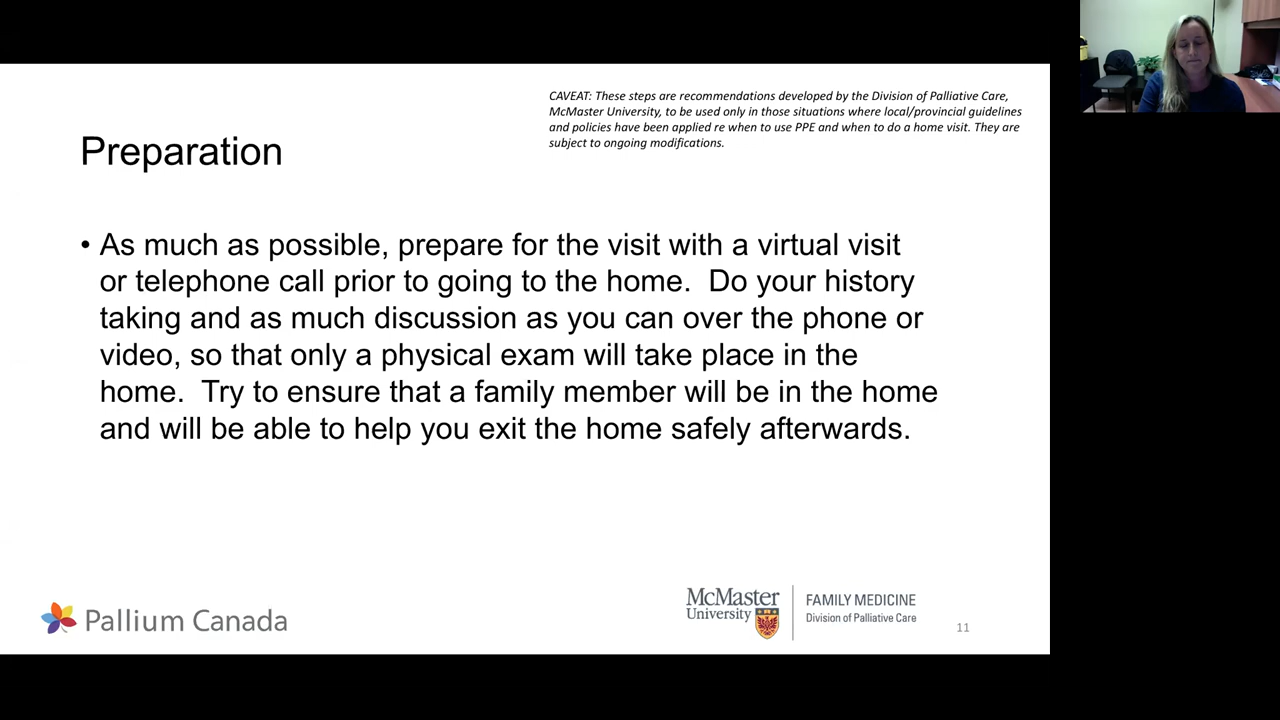 CAVEAT: These steps are recommendations developed by the Division of Palliative Care,
McMaster University, to be used only in those situations where local/provincial guidelines
and policies have been applied re when to use PPE and when to do a home visit. They are
subject to ongoing modifications.
Preparation
• As much as possible, prepare for the visit with a virtual visit
or telephone call prior to going to the home.  Do your history
taking and as much discussion as you can over the phone or
video, so that only a physical exam will take place in the
home.  Try to ensure that a family member will be in the home
and will be able to help you exit the home safely afterwards.
Pallium Canada
McMaster
University
FAMILY MEDICINE
Division of Palliative Care
11